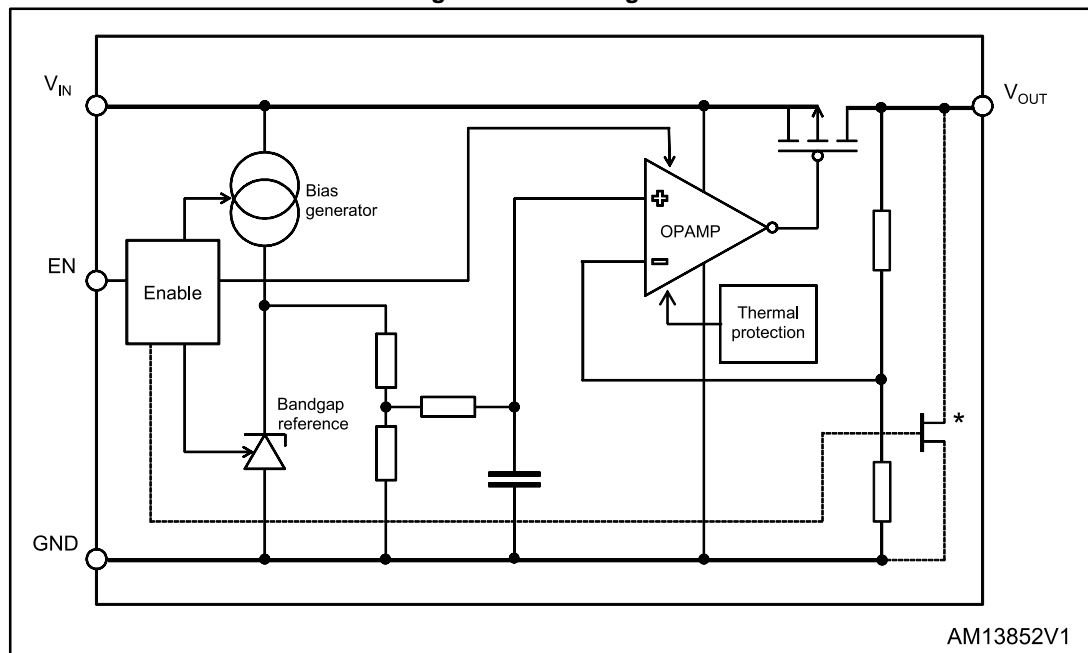 V_IN
V_OUT
Bias
generator
OPAMP
EN
Enable
Thermal
protection
Bandgap
reference
*
GND
AM13852V1